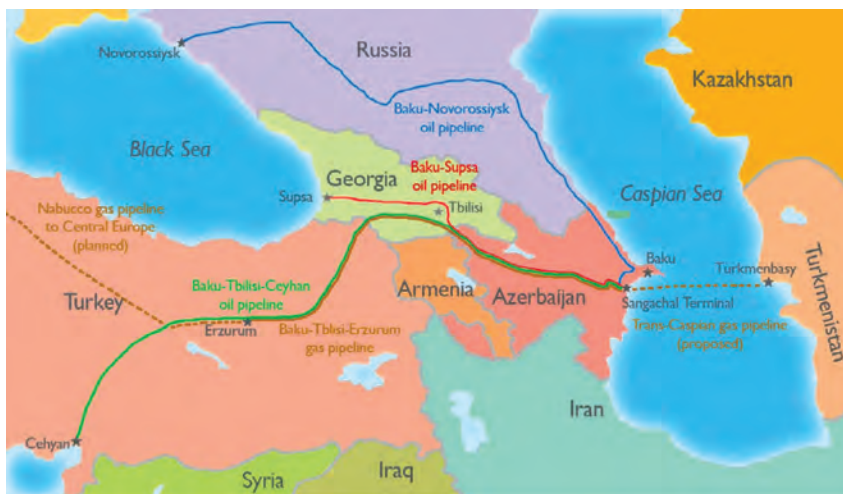 Novorossiysk
Russia
Kazakhstan
Baku-Novorossiysk
oil pipeline
Black Sea
Georgia
Baku-Supsa
oil pipeline
Caspian Sea
Supsa
Tbilisi
Nabucco gas pipeline
to Central Europe
(planned)
Baku
Turkmenbasy
Turkmenistan
Turkey
Baku-Tbilisi-Ceyhan
oil pipeline
Armenia
Azerbaijan
Sangachal Terminal
Erzurum
Baku-Tblisi-Erzurum
gas pipeline
Trans-Caspian gas pipeline
(proposed)
Iran
Cehyan
Syria
Iraq